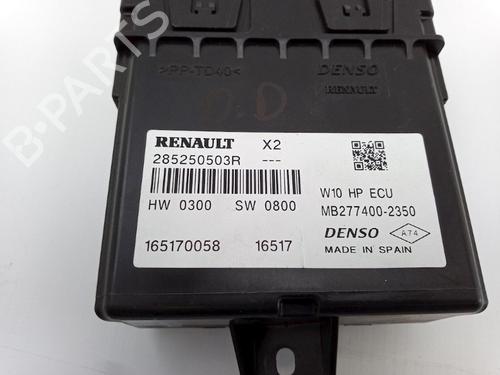 >PP-TD40<
DENSO
RENAULT
RENAULT X2
285250503R ---
W10 HP ECU
HW 0300 SW 0800
MB277400-2350
DENSO
A74
165170058 16517
MADE IN SPAIN
B-PARTS